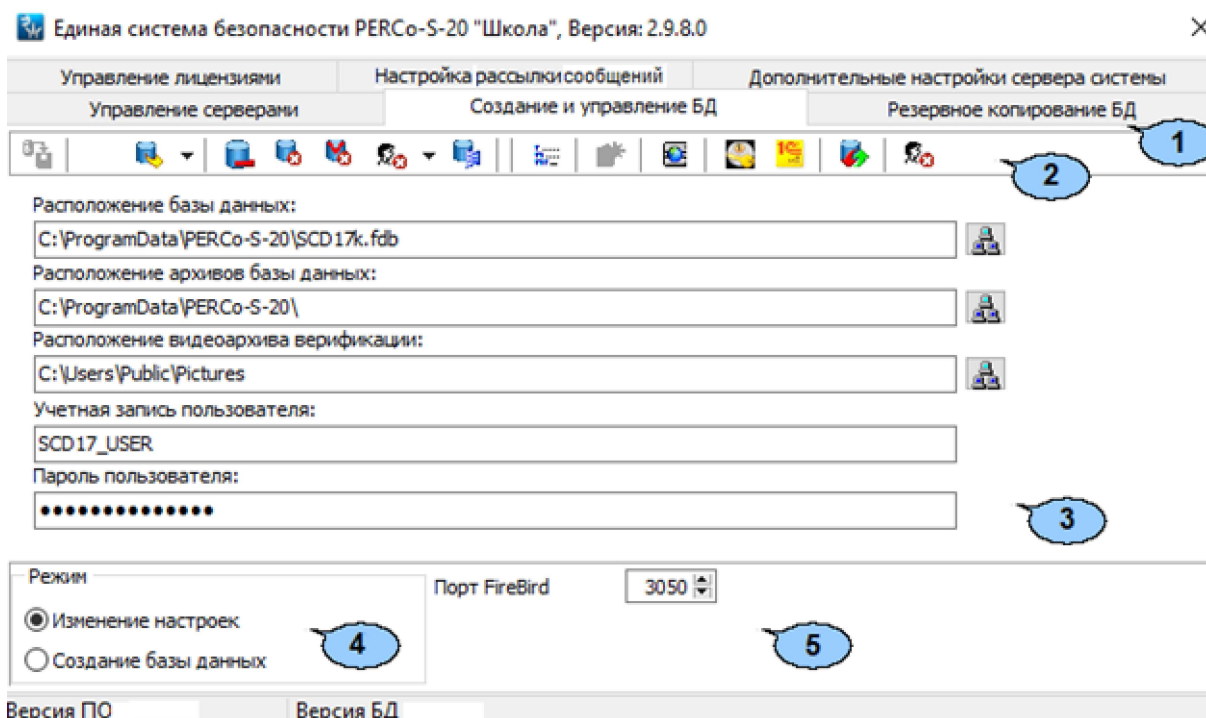 Единая система безопасности PERCo-S-20 "Школа", Версия: 2.9.8.0
Управление лицензиями Настройка рассылки сообщений Дополнительные настройки сервера системы
Управление серверами Создание и управление БД Резервное копирование БД
1
1С
2
Расположение базы данных:
C:\ProgramData\PERCo-S-20\SCD17k.fdb
Расположение архивов базы данных:
C:\ProgramData\PERCo-S-20\
Расположение видеоархива верификации:
C:\Users\Public\Pictures
Учетная запись пользователя:
SCD17_USER
Пароль пользователя:
●●●●●●●●●●●●●●
3
Режим
Порт FireBird 3050
Изменение настроек
4
5
Создание базы данных
Версия ПО Версия БД